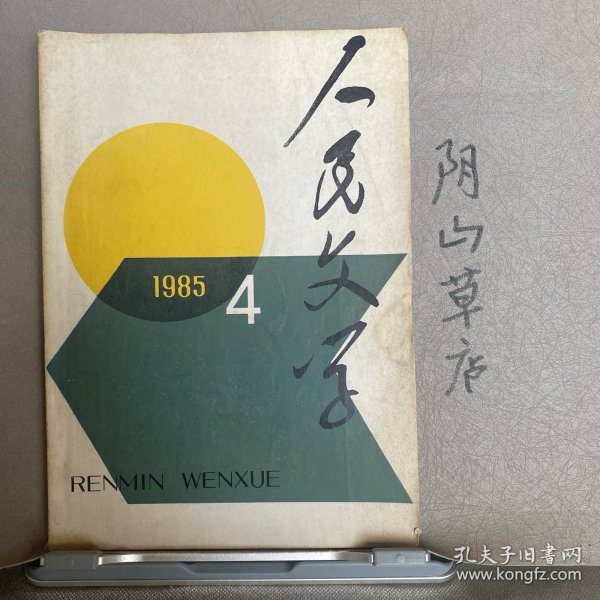 人民文学
1985
4
RENMIN WENXUE
阴山草店
孔夫子旧书网
www.kongfz.com